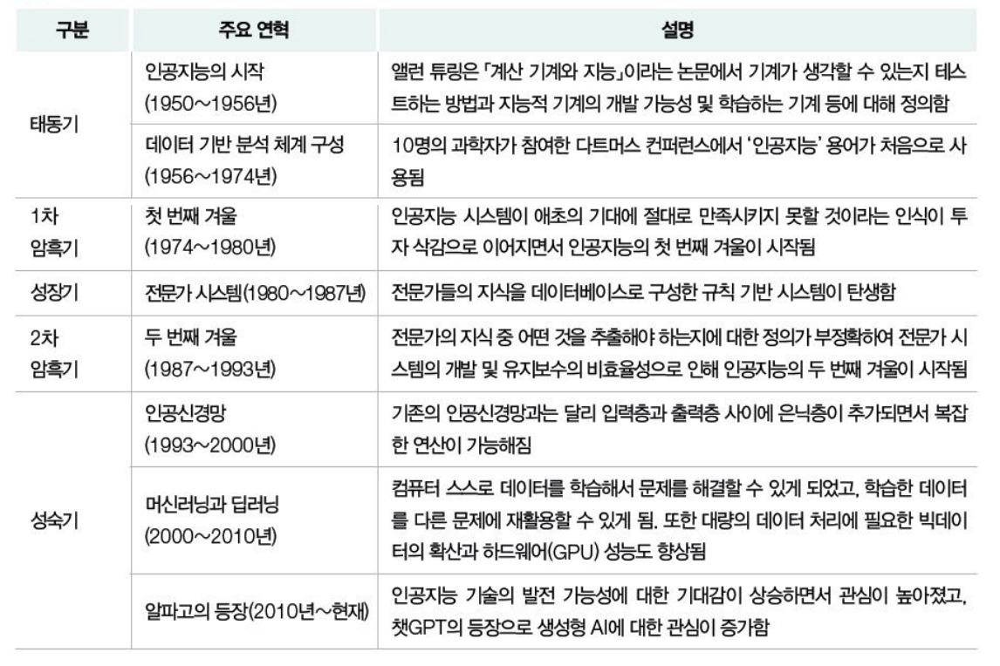 구분 주요 연혁 설명
태동기
인공지능의 시작
(1950~1956년)
앨런 튜링은 「계산 기계와 지능」이라는 논문에서 기계가 생각할 수 있는지 테스
트하는 방법과 지능적 기계의 개발 가능성 및 학습하는 기계 등에 대해 정의함
데이터 기반 분석 체계 구성
(1956~1974년)
10명의 과학자가 참여한 다트머스 컨퍼런스에서 ‘인공지능’ 용어가 처음으로 사
용됨
1차
암흑기
첫 번째 겨울
(1974~1980년)
인공지능 시스템이 애초의 기대에 절대로 만족시키지 못할 것이라는 인식이 투
자 삭감으로 이어지면서 인공지능의 첫 번째 겨울이 시작됨
성장기
전문가 시스템(1980~1987년)
전문가들의 지식을 데이터베이스로 구성한 규칙 기반 시스템이 탄생함
2차
암흑기
두 번째 겨울
(1987~1993년)
전문가의 지식 중 어떤 것을 추출해야 하는지에 대한 정의가 부정확하여 전문가 시
스템의 개발 및 유지보수의 비효율성으로 인해 인공지능의 두 번째 겨울이 시작됨
성숙기
인공신경망
(1993~2000년)
기존의 인공신경망과는 달리 입력층과 출력층 사이에 은닉층이 추가되면서 복잡
한 연산이 가능해짐
머신러닝과 딥러닝
(2000~2010년)
컴퓨터 스스로 데이터를 학습해서 문제를 해결할 수 있게 되었고, 학습한 데이터
를 다른 문제에 재활용할 수 있게 됨. 또한 대량의 데이터 처리에 필요한 빅데이
터의 확산과 하드웨어(GPU) 성능도 향상됨
알파고의 등장(2010년~현재)
인공지능 기술의 발전 가능성에 대한 기대감이 상승하면서 관심이 높아졌고,
챗GPT의 등장으로 생성형 AI에 대한 관심이 증가함